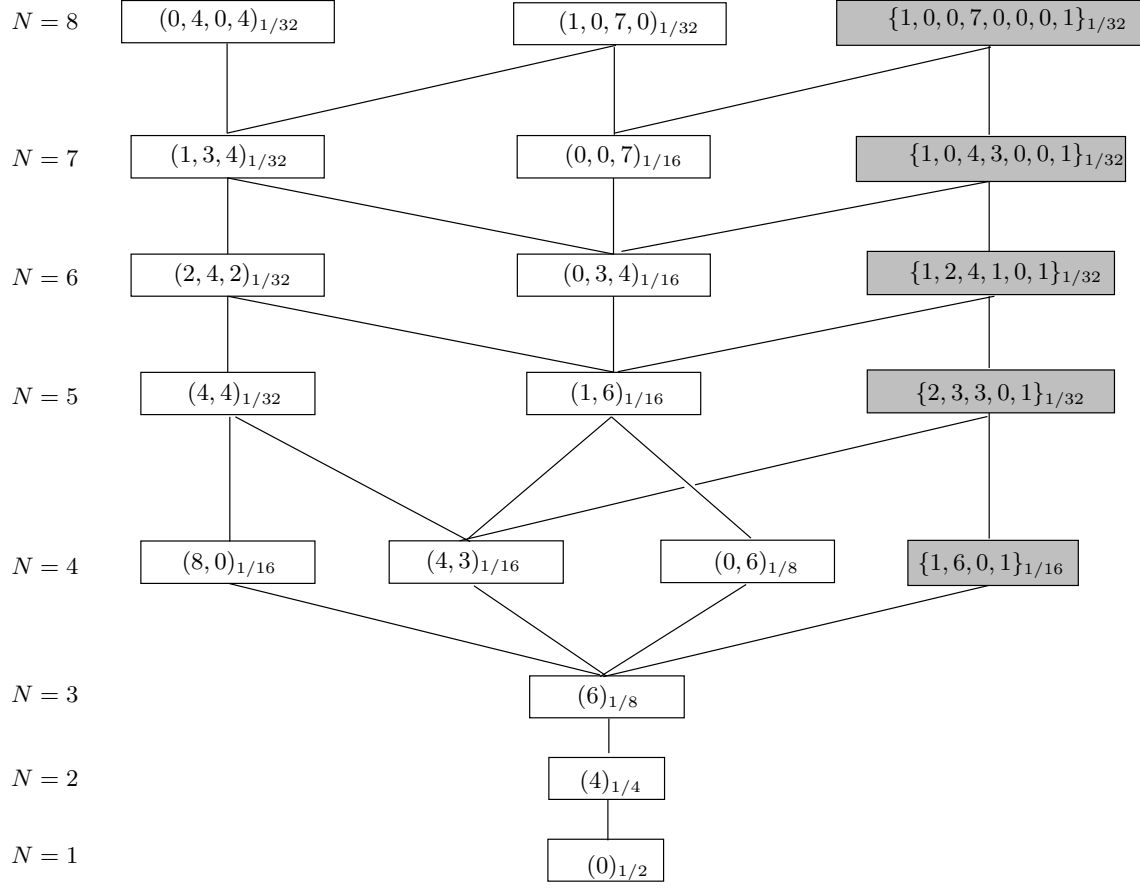 N = 8 (0, 4, 0, 4)1/32 (1, 0, 7, 0)1/32 {1, 0, 0, 7, 0, 0, 0, 1}1/32
N = 7 (1, 3, 4)1/32 (0, 0, 7)1/16 {1, 0, 4, 3, 0, 0, 1}1/32
N = 6 (2, 4, 2)1/32 (0, 3, 4)1/16 {1, 2, 4, 1, 0, 1}1/32
N = 5 (4, 4)1/32 (1, 6)1/16 {2, 3, 3, 0, 1}1/32
N = 4 (8, 0)1/16 (4, 3)1/16 (0, 6)1/8 {1, 6, 0, 1}1/16
N = 3 (6)1/8
N = 2 (4)1/4
N = 1 (0)1/2